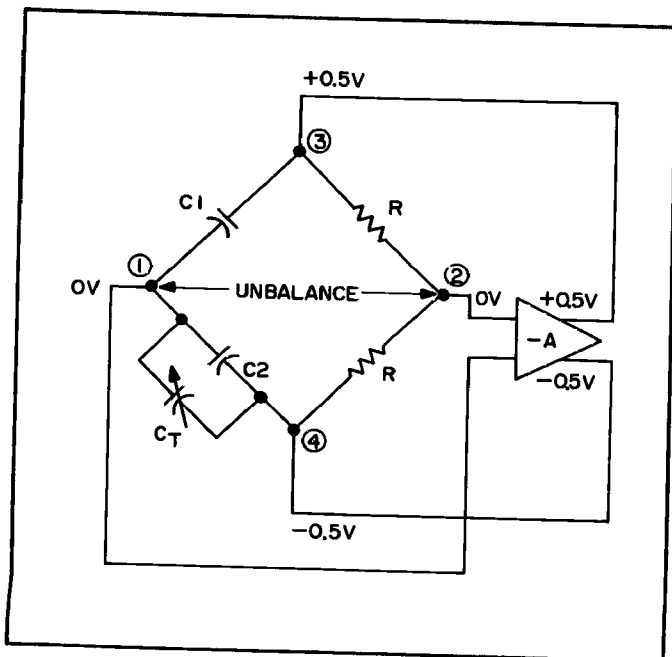 +0.5V
③
C1
R
①
②
0V
UNBALANCE
0V
+0.5V
-A
-0.5V
C2
R
CT
④
-0.5V